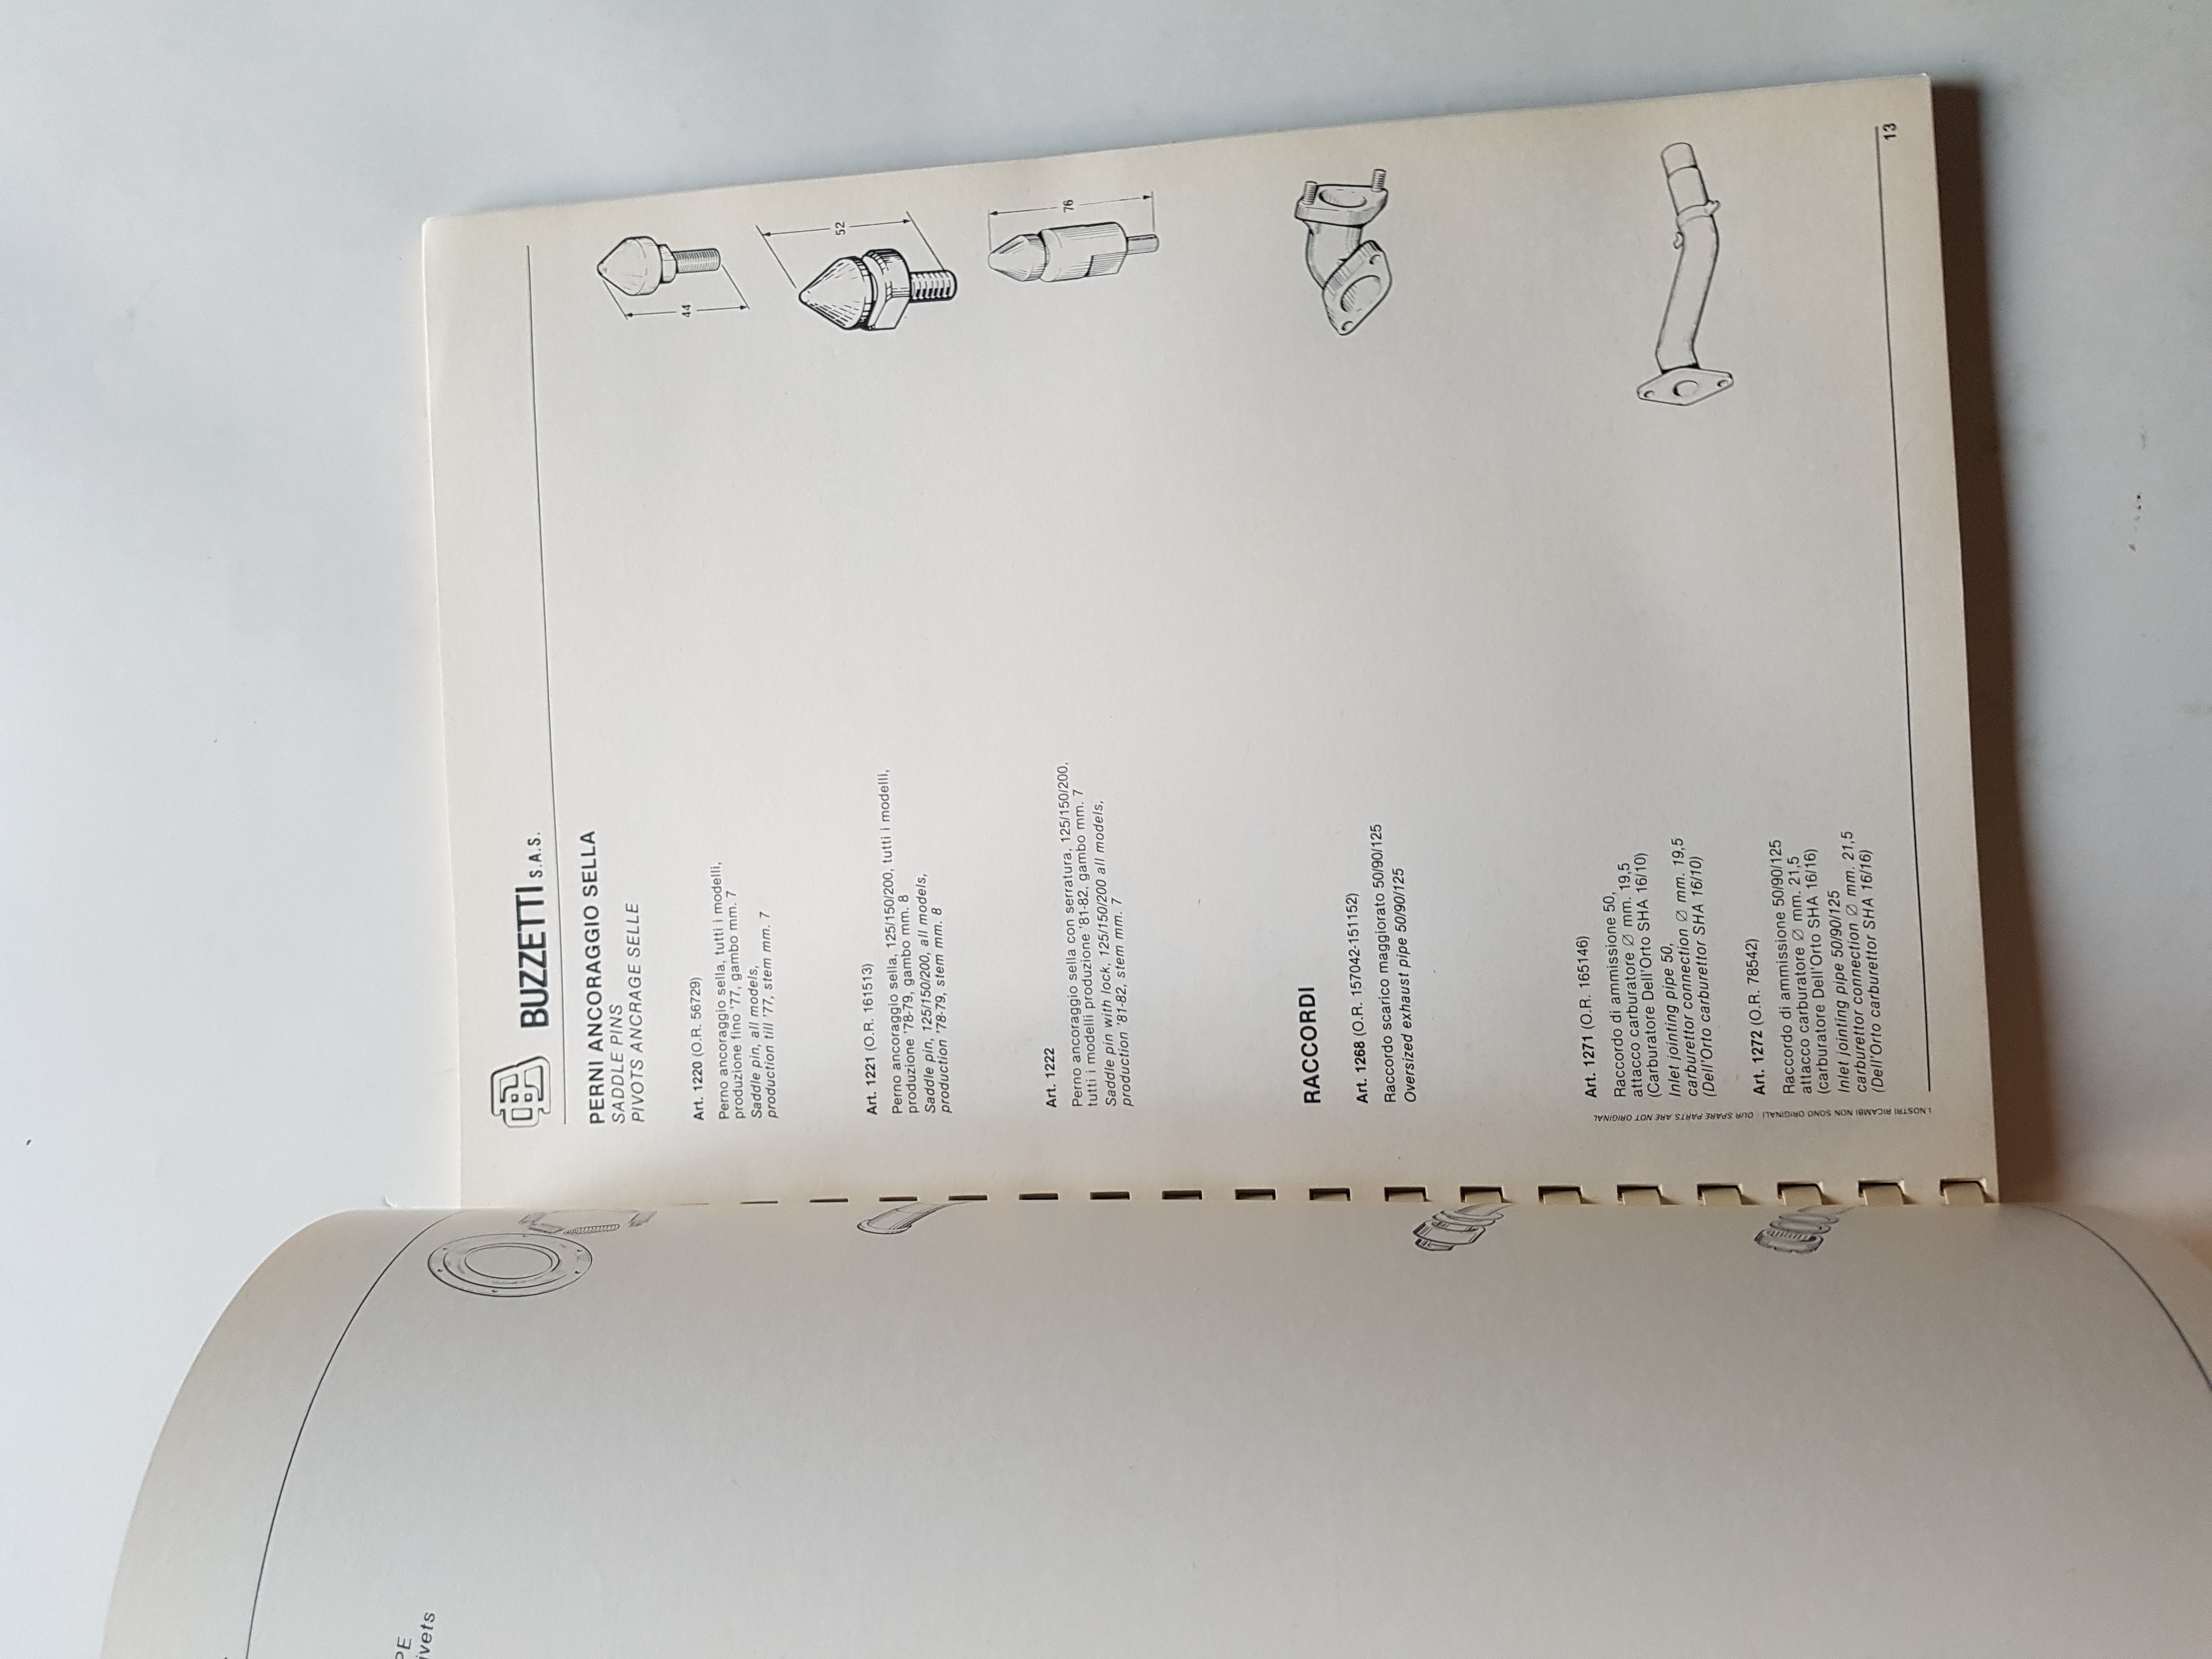 BUZZETTI S.A.S.
PERNI ANCORAGGIO SELLA
SADDLE PINS
PIVOTS ANCRAGE SELLE
Art. 1220 (O.R. 56729)
Perno ancoraggio sella, tutti i modelli,
produzione fino '77, gambo mm. 7
Saddle pin, all models,
production till '77, stem mm. 7
44
Art. 1221 (O.R. 161513)
Perno ancoraggio sella, 125/150/200, tutti i modelli,
produzione '78-79, gambo mm. 8
Saddle pin, 125/150/200, all models,
production '78-79, stem mm. 8
52
Art. 1222
Perno ancoraggio sella con serratura, 125/150/200,
tutti i modelli produzione '81-82, gambo mm. 7
Saddle pin with lock, 125/150/200 all models,
production '81-82, stem mm. 7
76
RACCORDI
Art. 1268 (O.R. 157042-151152)
Raccordo scarico maggiorato 50/90/125
Oversized exhaust pipe 50/90/125
Art. 1271 (O.R. 165146)
Raccordo di ammissione 50,
attacco carburatore ∅ mm. 19,5
(Carburatore Dell'Orto SHA 16/10)
Inlet jointing pipe 50,
carburettor connection ∅ mm. 19,5
(Dell'Orto carburettor SHA 16/10)
Art. 1272 (O.R. 78542)
Raccordo di ammissione 50/90/125
attacco carburatore ∅ mm. 21,5
(carburatore Dell'Orto SHA 16/16)
Inlet jointing pipe 50/90/125
carburettor connection ∅ mm. 21,5
(Dell'Orto carburettor SHA 16/16)
I NOSTRI RICAMBI NON SONO ORIGINALI OUR SPARE PARTS ARE NOT ORIGINAL
13